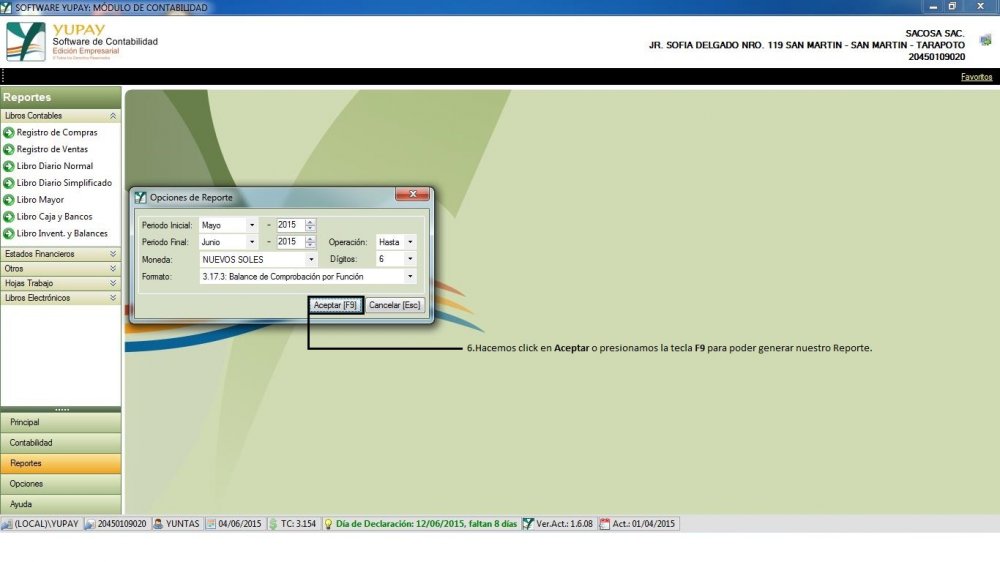 SOFTWARE YUPAY: MÓDULO DE CONTABILIDAD
YUPAY
Software de Contabilidad
Edición Empresarial
SACOSA SAC.
JR. SOFIA DELGADO NRO. 119 SAN MARTIN - SAN MARTIN - TARAPOTO
20450109020
Favoritos
Reportes
Libros Contables
Registro de Compras
Registro de Ventas
Libro Diario Normal
Libro Diario Simplificado
Libro Mayor
Libro Caja y Bancos
Libro Invent. y Balances
Estados Financieros
Otros
Hojas Trabajo
Libros Electrónicos
Opciones de Reporte
Periodo Inicial: Mayo - 2015
Periodo Final: Junio - 2015 Operación: Hasta
Moneda: NUEVOS SOLES Dígitos: 6
Formato: 3.17.3: Balance de Comprobación por Función
Aceptar [F9] Cancelar [Esc]
6.Hacemos click en Aceptar o presionamos la tecla F9 para poder generar nuestro Reporte.
Principal
Contabilidad
Reportes
Opciones
Ayuda
(LOCAL)\YUPAY 20450109020 YUNTAS 04/06/2015 TC: 3.154 Día de Declaración: 12/06/2015, faltan 8 días Ver.Act.: 1.6.08 Act.: 01/04/2015